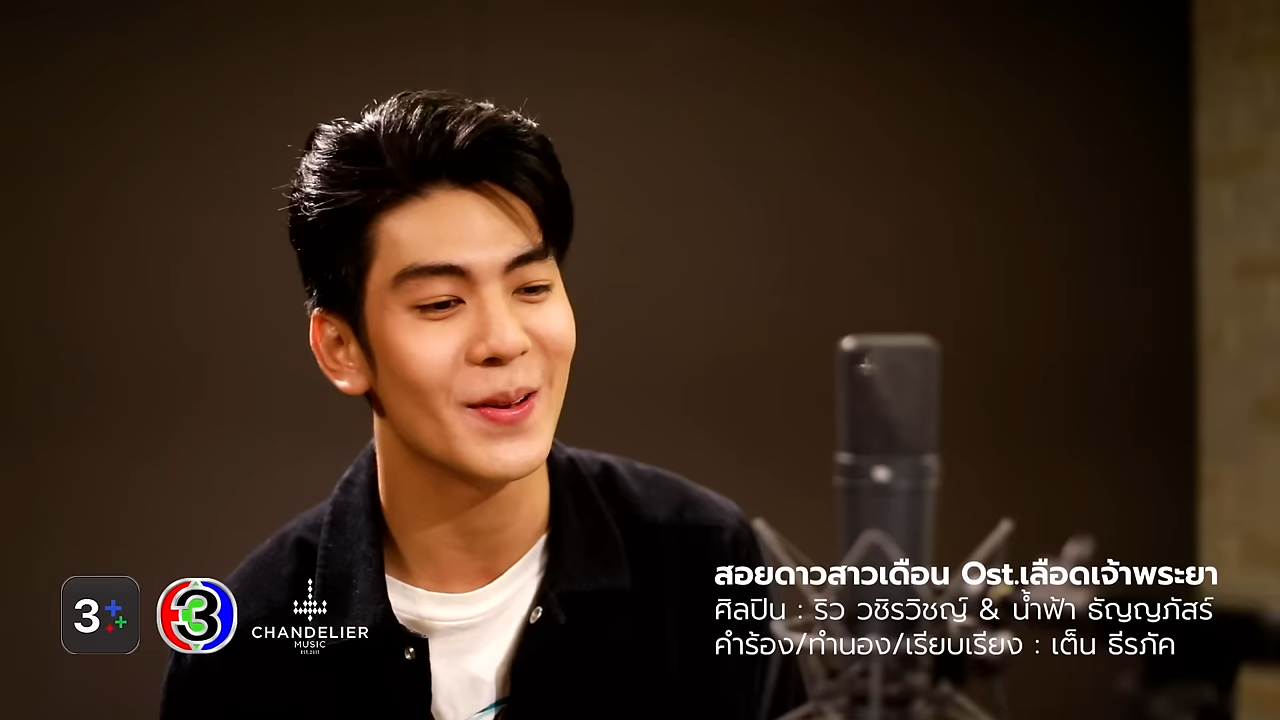 สอยดาวสาวเดือน Ost.เลือดเจ้าพระยา
ศิลปิน : ริว วชิรวิชญ์ & น้ำฟ้า ธัญญภัสร์
คำร้อง/ทำนอง/เรียบเรียง : เต็น ธีรภัค
3
3
CHANDELIER
MUSIC
EST.2011